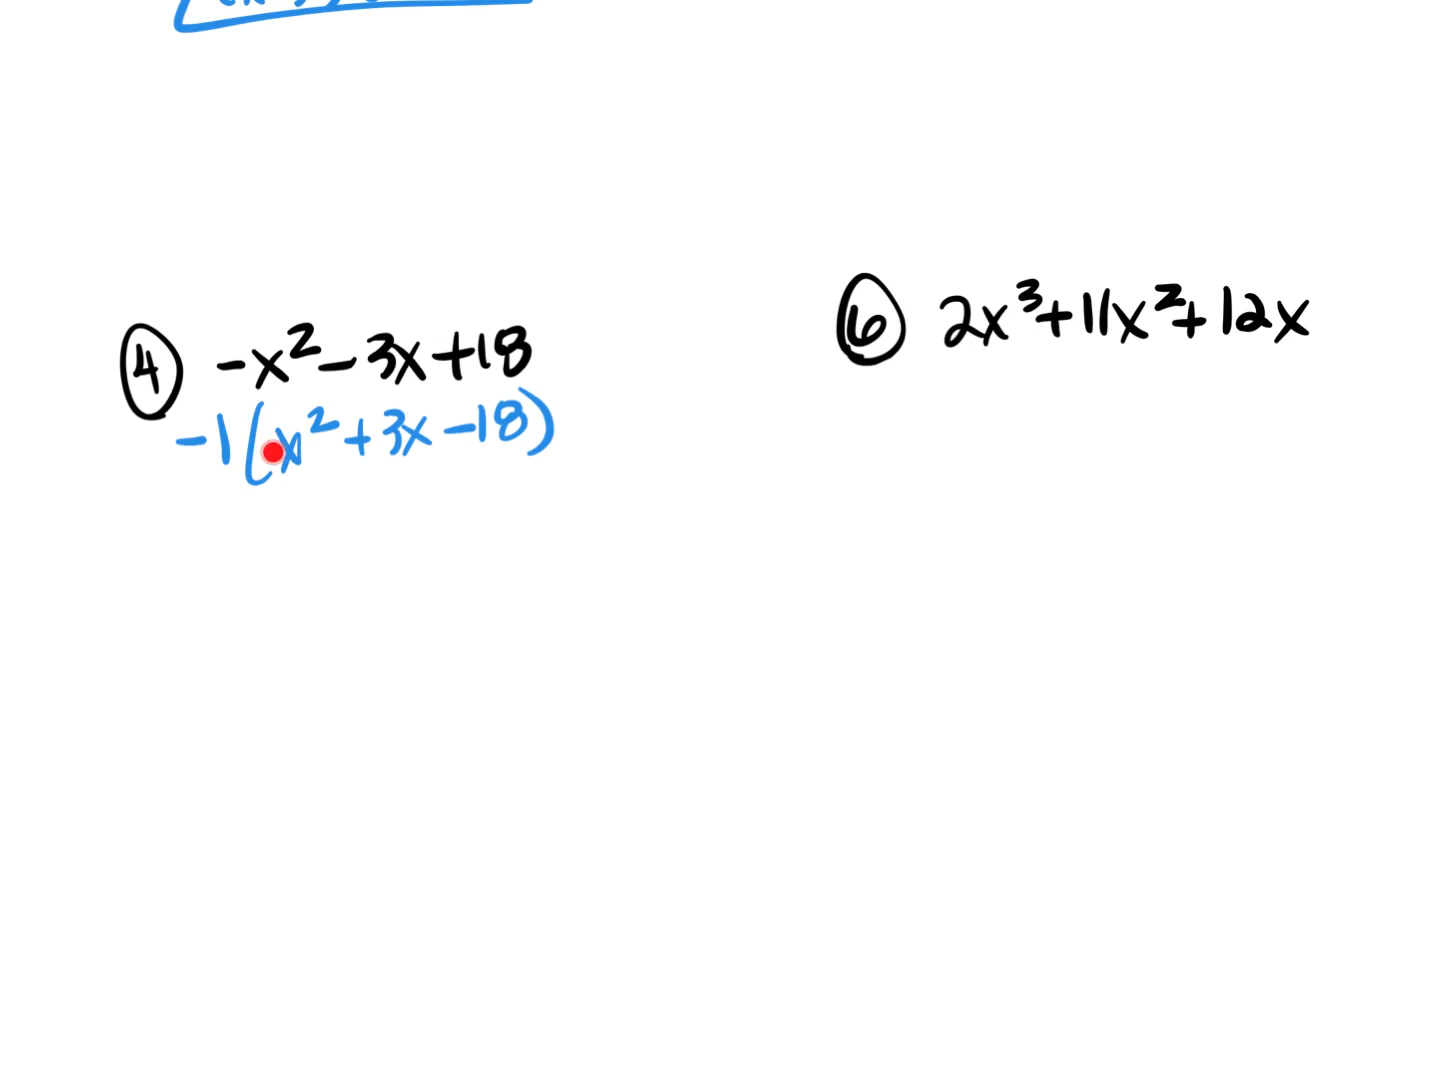 ④ -x² - 3x + 18
-1(x² + 3x - 18)
⑥ 2x³ + 11x² + 12x